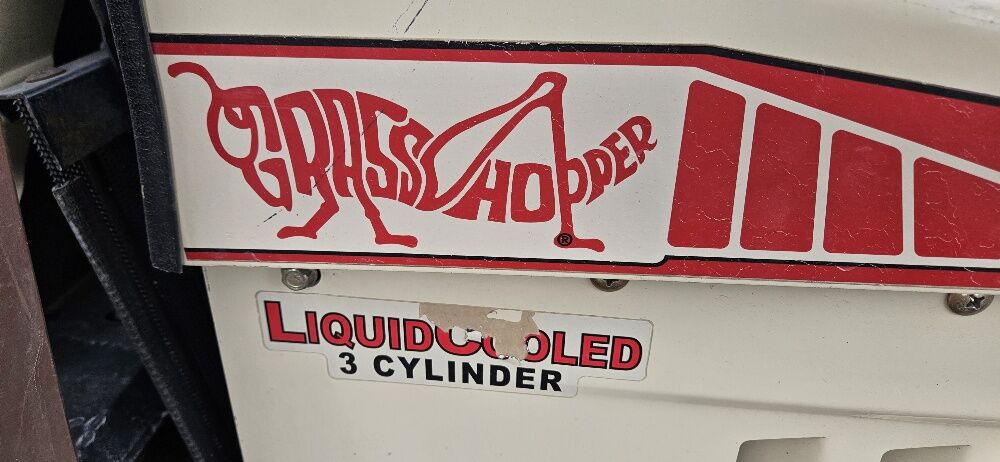 GRASSHOPPER
®
LIQUIDCOOLED
3 CYLINDER